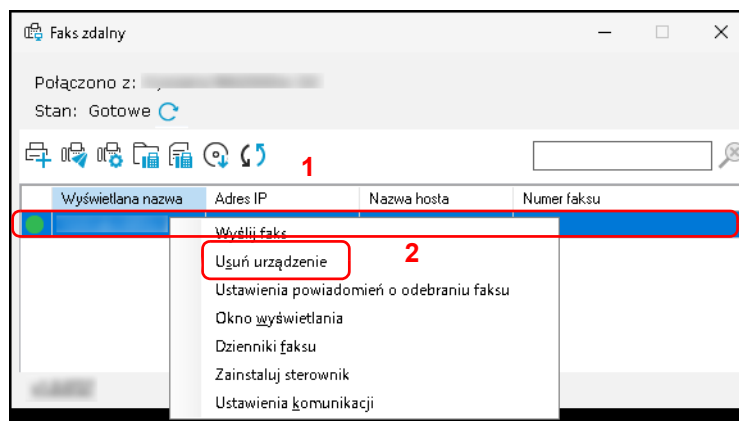 Faks zdalny
Połączono z:
Stan: Gotowe
1
Wyświetlana nazwa Adres IP Nazwa hosta Numer faksu
Wyślij faks
Usuń urządzenie 2
Ustawienia powiadomień o odebraniu faksu
Okno wyświetlania
Dzienniki faksu
Zainstaluj sterownik
Ustawienia komunikacji